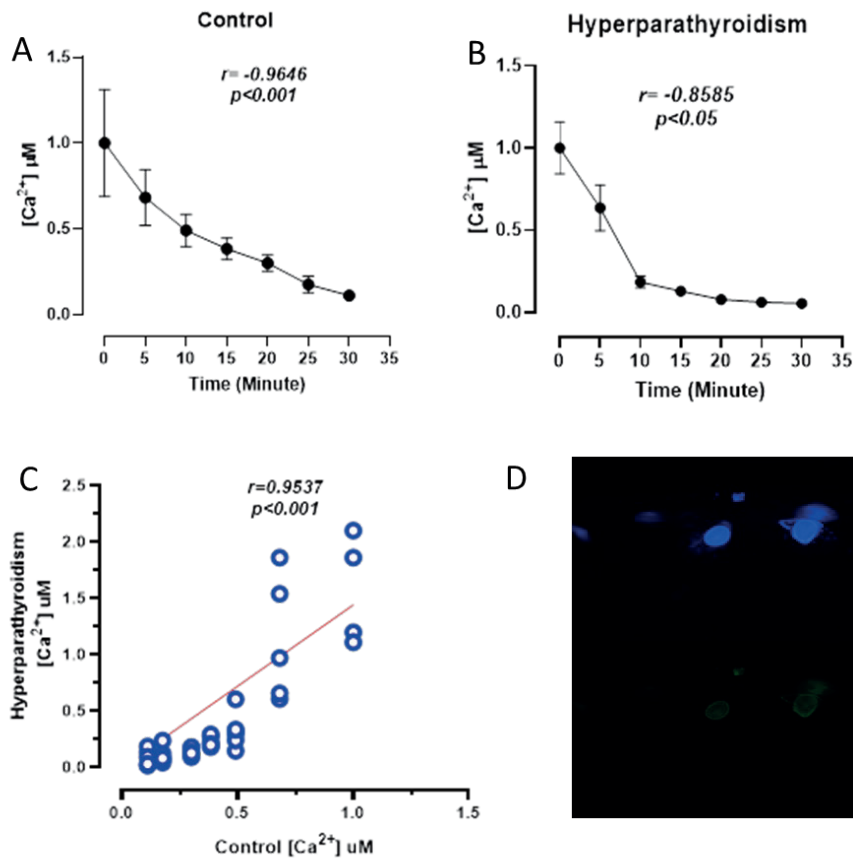 A
Control
r= -0.9646
p<0.001
[Ca2+] µM
1.5
1.0
0.5
0.0
0 5 10 15 20 25 30 35
Time (Minute)
B
Hyperparathyroidism
r= -0.8585
p<0.05
[Ca2+] µM
1.5
1.0
0.5
0.0
0 5 10 15 20 25 30 35
Time (Minute)
C
r=0.9537
p<0.001
Hyperparathyroidism
[Ca2+] uM
2.5
2.0
1.5
1.0
0.5
0.0
0.0 0.5 1.0 1.5
Control [Ca2+] uM
D